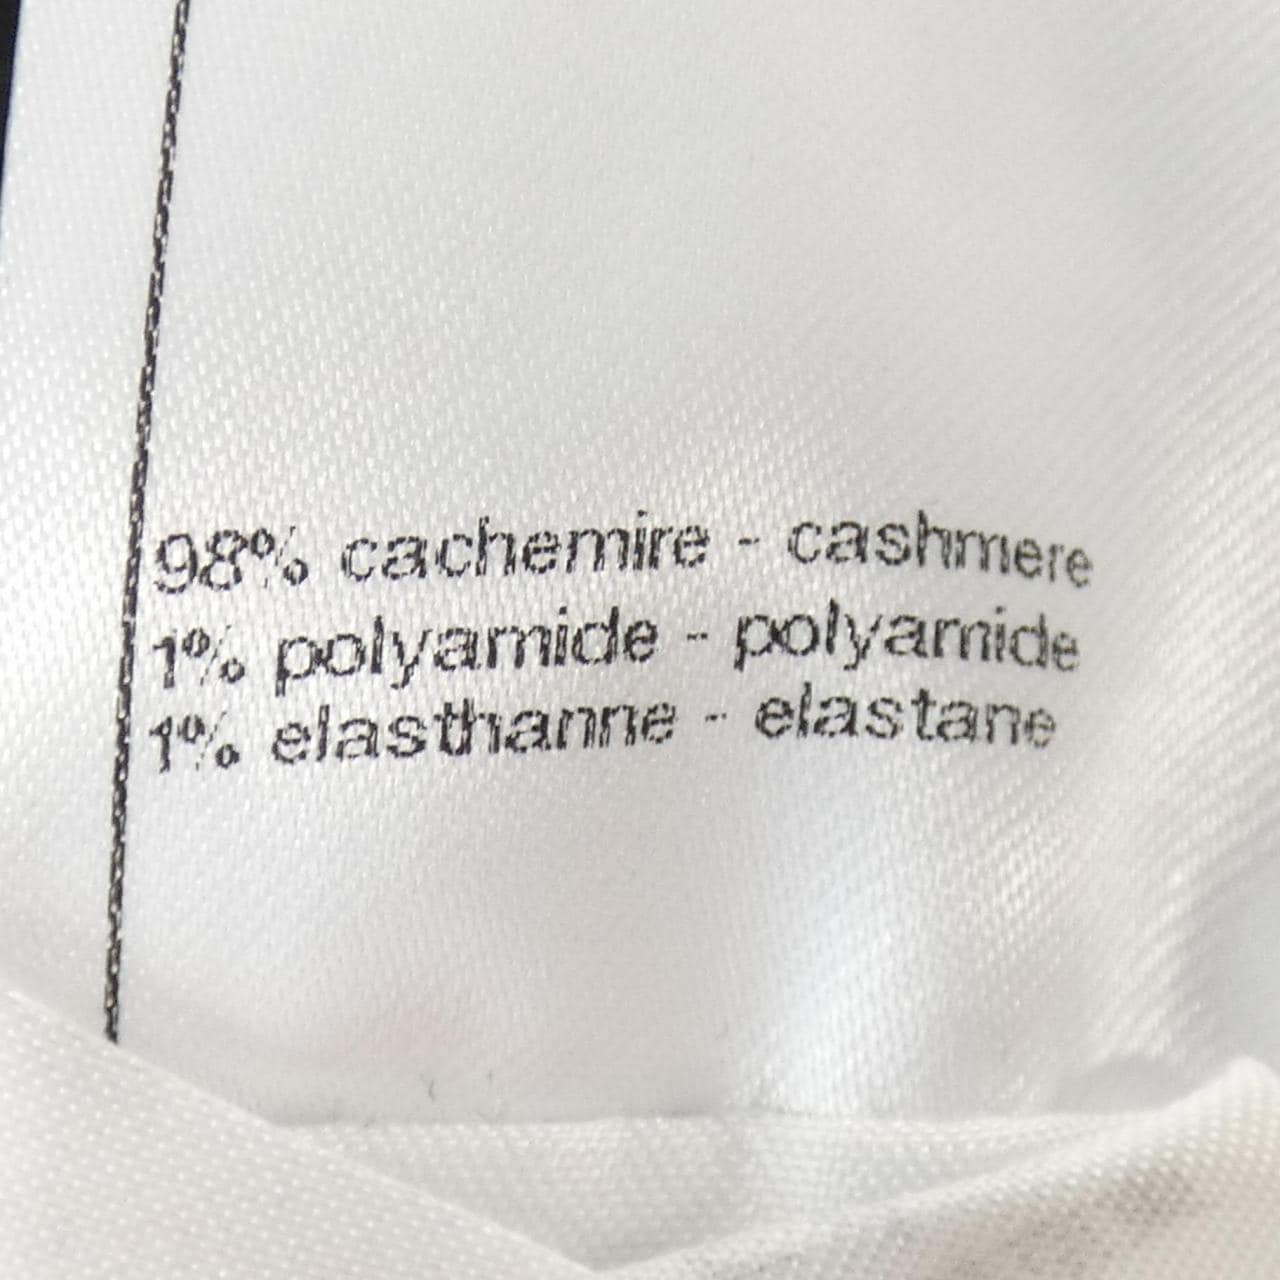 98% cachemire - cashmere
1% polyamide - polyamide
1% elasthanne - elastane